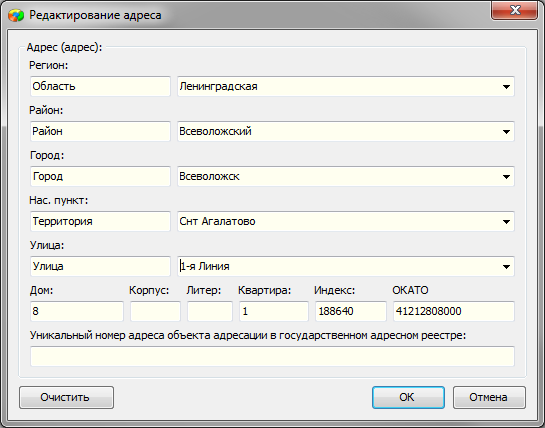 Редактирование адреса
Адрес (адрес):
Регион:
Область Ленинградская
Район:
Район Всеволожский
Город:
Город Всеволожск
Нас. пункт:
Территория Снт Агалатово
Улица:
Улица 1-я Линия
Дом: Корпус: Литер: Квартира: Индекс: ОКАТО
8 1 188640 41212808000
Уникальный номер адреса объекта адресации в государственном адресном реестре:
Очистить ОК Отмена